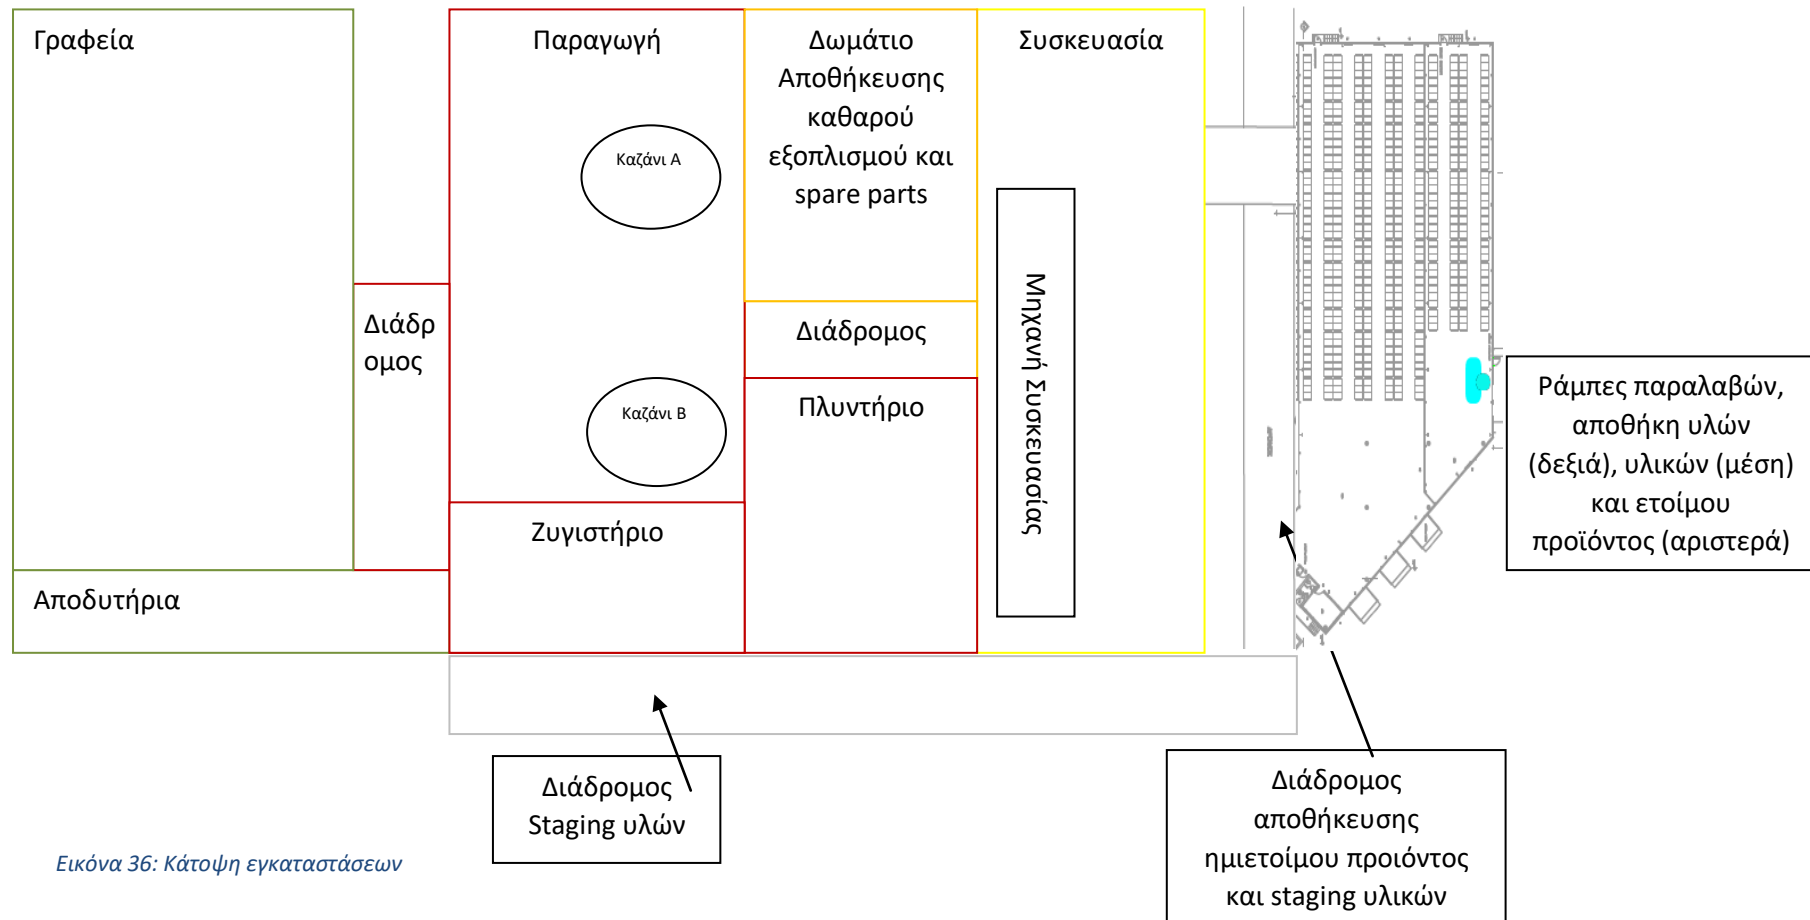 Γραφεία
Παραγωγή
Δωμάτιο
Αποθήκευσης
καθαρού
εξοπλισμού και
spare parts
Συσκευασία
Καζάνι Α
Διάδρ
ομος
Διάδρομος
Καζάνι Β
Πλυντήριο
Μηχανή Συσκευασίας
Ράμπες παραλαβών,
αποθήκη υλών
(δεξιά), υλικών (μέση)
και ετοίμου
προϊόντος (αριστερά)
Ζυγιστήριο
Αποδυτήρια
Διάδρομος
Staging υλών
Διάδρομος
αποθήκευσης
ημιετοίμου προιόντος
και staging υλικών
Εικόνα 36: Κάτοψη εγκαταστάσεων